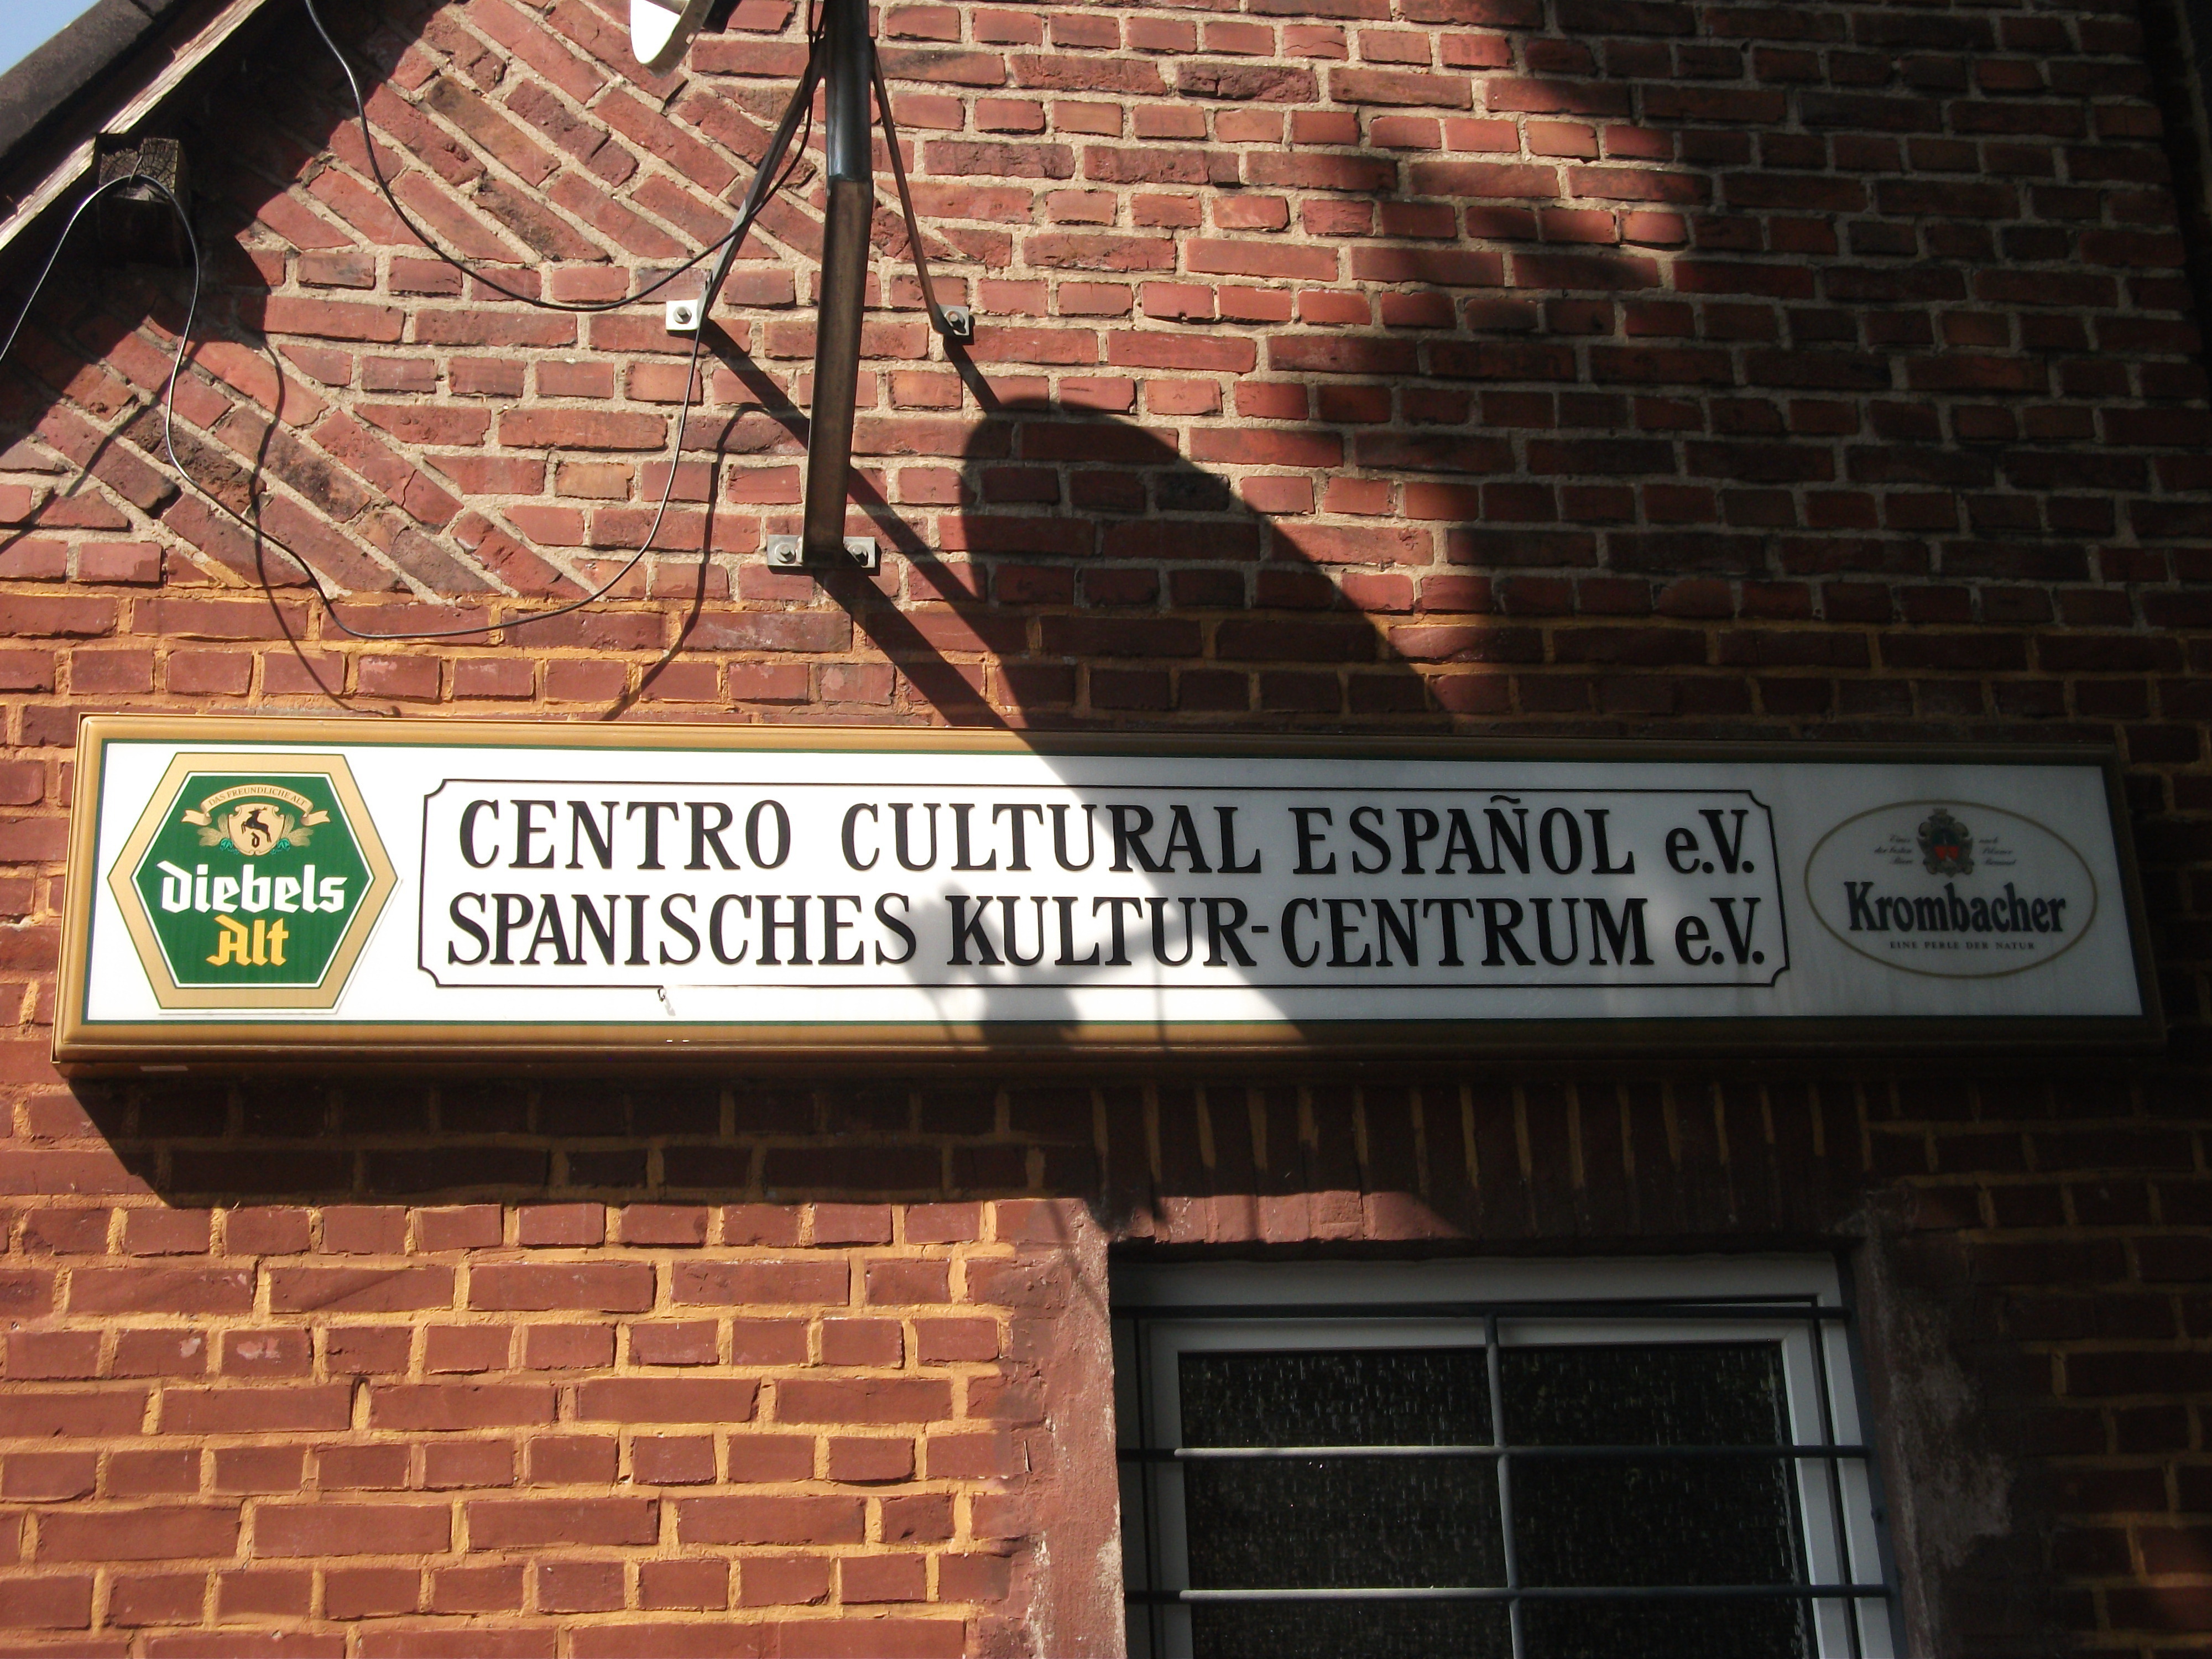 DAS FREUNDLICHE ALT
diebels
Alt
CENTRO CULTURAL ESPAÑOL e.V.
SPANISCHES KULTUR-CENTRUM e.V.
Krombacher
EINE PERLE DER NATUR